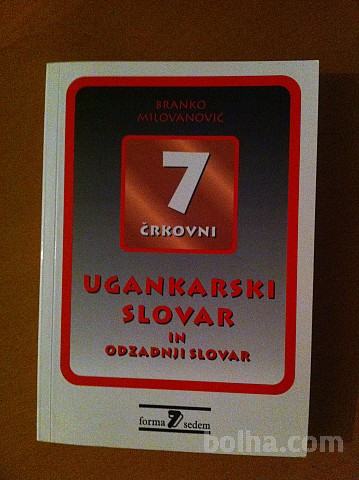 BRANKO
MILOVANOVIĆ
7
ČRKOVNI
UGANKARSKI
SLOVAR
IN
ODZADNJI SLOVAR
forma 7 sedem
bolha.com